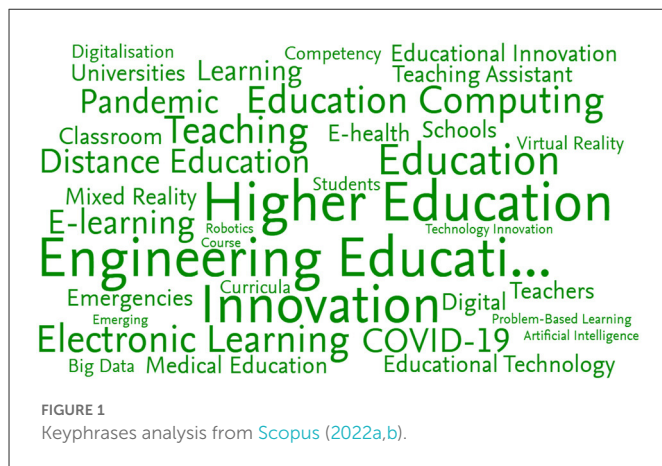 Digitalisation Competency Educational Innovation
Universities Learning Teaching Assistant
Pandemic Education Computing
Classroom Teaching E-health Schools Virtual Reality
Distance Education Education
Mixed Reality Higher Education Students
E-learning Robotics Technology Innovation
Course
Engineering Educati...
Emergencies Curricula Innovation Digital Teachers
Emerging Problem-Based Learning
Electronic Learning COVID-19 Artificial Intelligence
Big Data Medical Education Educational Technology
FIGURE 1
Keyphrases analysis from Scopus (2022a,b).